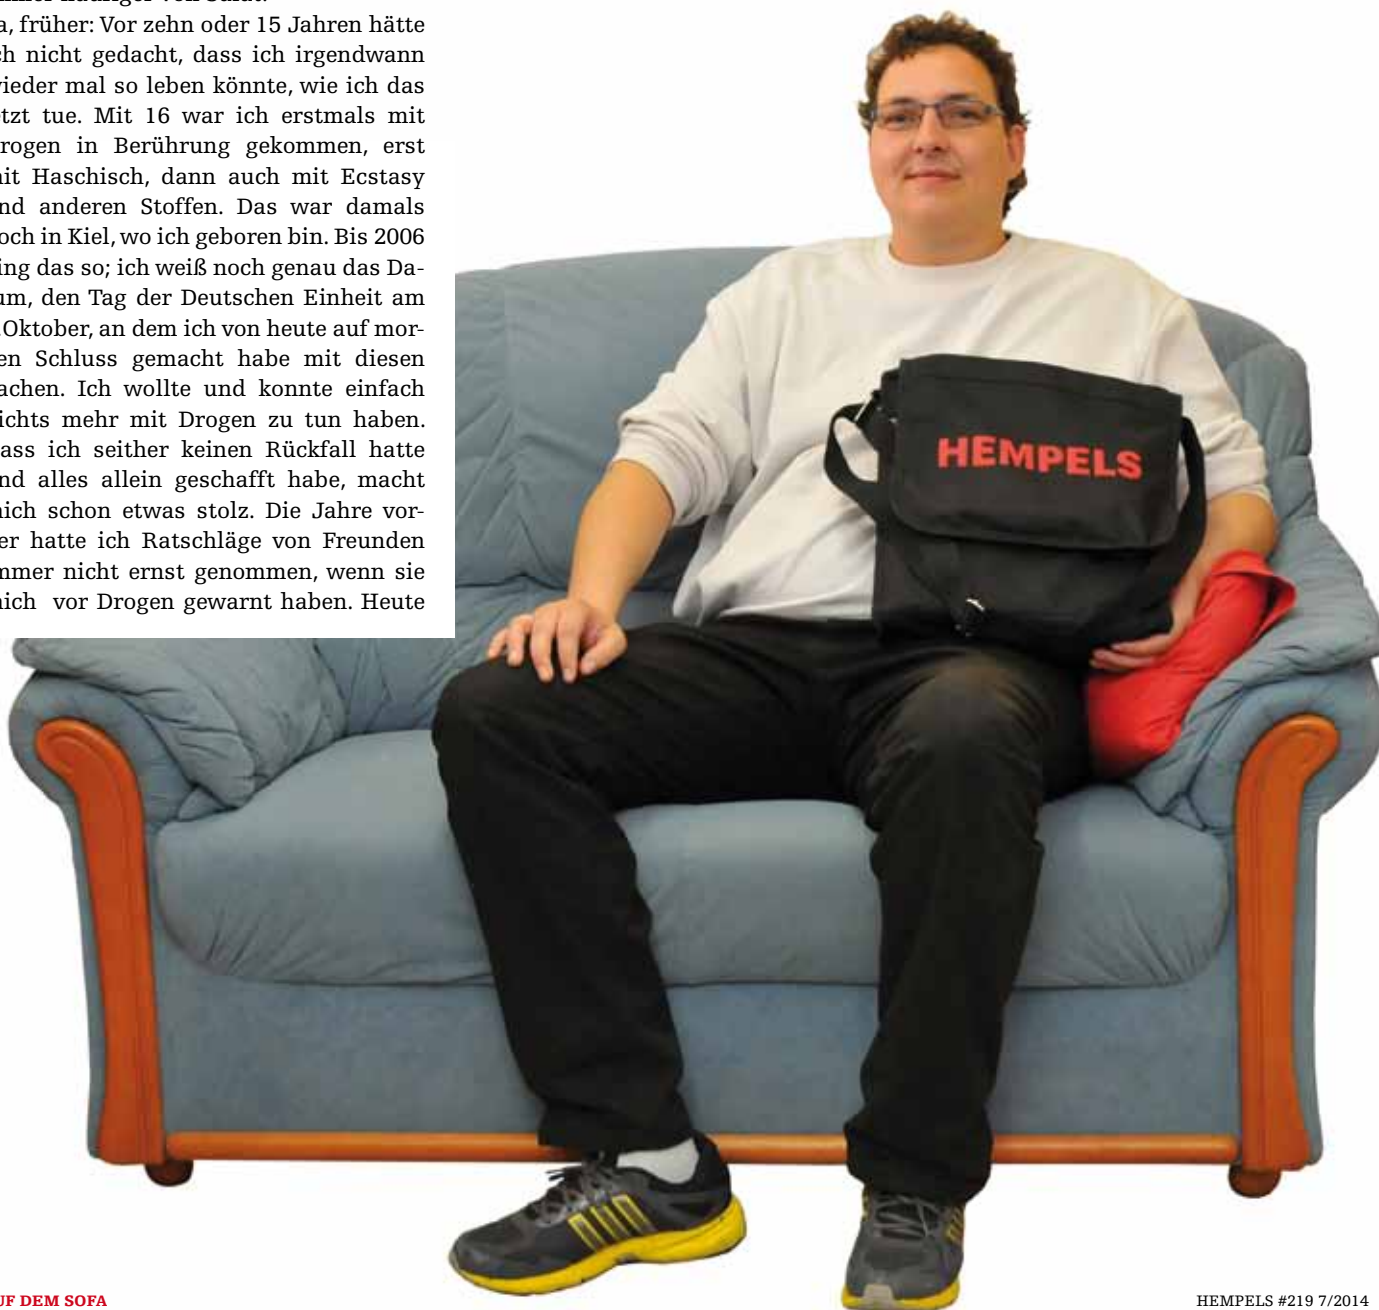 a, früher: Vor zehn oder 15 Jahren hätte
ch nicht gedacht, dass ich irgendwann
wieder mal so leben könnte, wie ich das
etzt tue. Mit 16 war ich erstmals mit
rogen in Berührung gekommen, erst
mit Haschisch, dann auch mit Ecstasy
nd anderen Stoffen. Das war damals
och in Kiel, wo ich geboren bin. Bis 2006
ing das so; ich weiß noch genau das Da-
um, den Tag der Deutschen Einheit am
.Oktober, an dem ich von heute auf mor-
en Schluss gemacht habe mit diesen
achen. Ich wollte und konnte einfach
ichts mehr mit Drogen zu tun haben.
ass ich seither keinen Rückfall hatte
nd alles allein geschafft habe, macht
mich schon etwas stolz. Die Jahre vor-
er hatte ich Ratschläge von Freunden
mmer nicht ernst genommen, wenn sie
mich vor Drogen gewarnt haben. Heute
HEMPELS
UF DEM SOFA
HEMPELS #219 7/2014